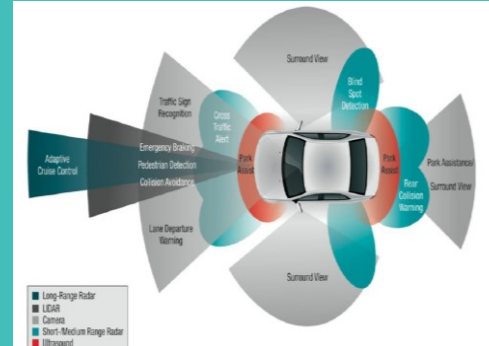 Surround View
Traffic Sign
Recognition
Cross
Traffic
Alert
Blind
Spot
Detection
Adaptive
Cruise Control
Emergency Braking
Pedestrian Detection
Collision Avoidance
Park
Assist
Park
Assist
Park Assistance/
Surround View
Rear
Collision
Warning
Lane Departure
Warning
Surround View
Long-Range Radar
LIDAR
Camera
Short-/Medium Range Radar
Ultrasound